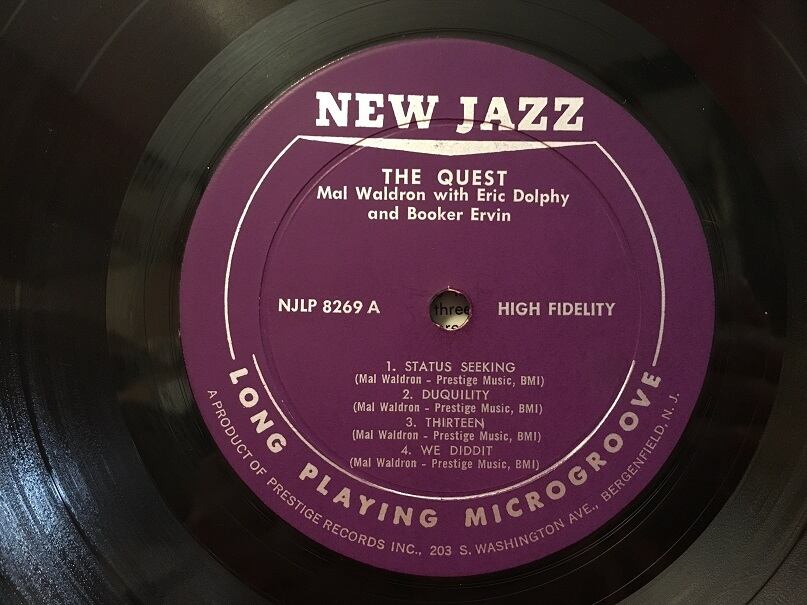 NEW JAZZ
THE QUEST
Mal Waldron with Eric Dolphy
and Booker Ervin
NJLP 8269 A
HIGH FIDELITY
three
1. STATUS SEEKING
(Mal Waldron - Prestige Music, BMI)
2. DUQUILITY
(Mal Waldron - Prestige Music, BMI)
3. THIRTEEN
(Mal Waldron - Prestige Music, BMI)
4. WE DIDDIT
(Mal Waldron - Prestige Music, BMI)
LONG PLAYING MICROGROOVE
A PRODUCT OF PRESTIGE RECORDS INC., 203 S. WASHINGTON AVE., BERGENFIELD, N. J.